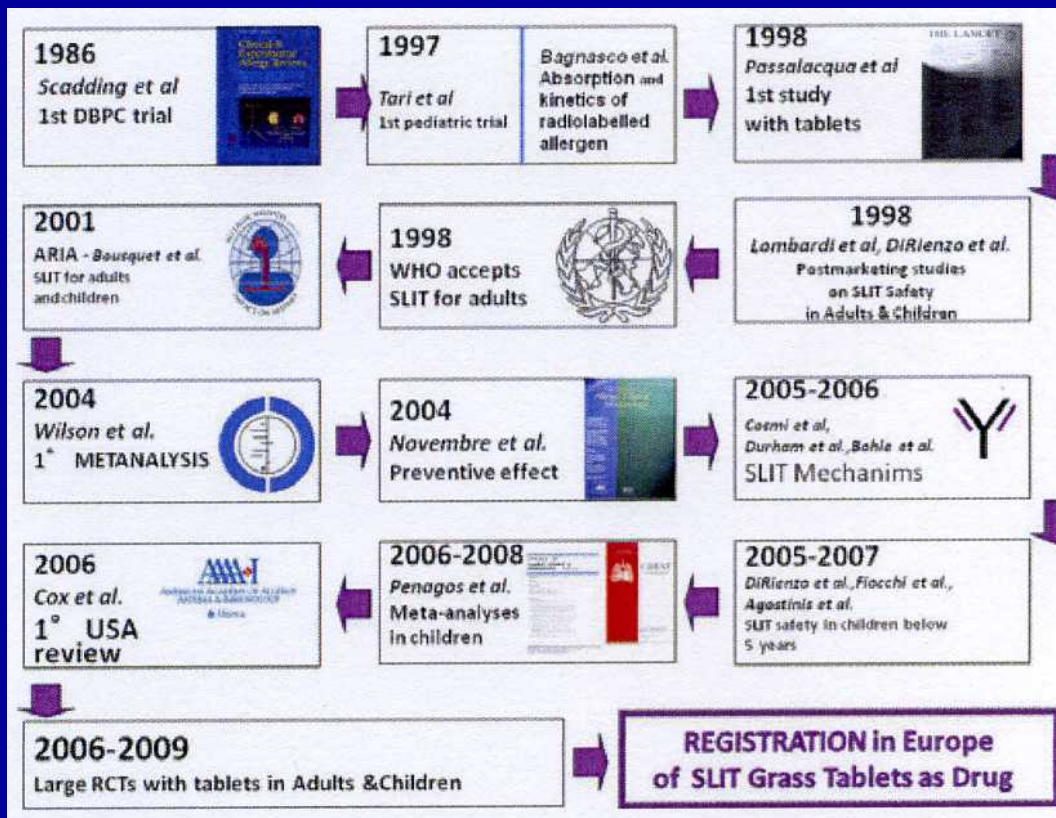 1986
Scadding et al
1st DBPC trial
1997
Tari et al
1st pediatric trial
Bagnasco et al.
Absorption and
kinetics of
radiolabelled
allergen
1998
Passalacqua et al
1st study
with tablets
THE LANCET
1998
Lombardi et al, DiRienzo et al.
Postmarketing studies
on SLIT Safety
in Adults & Children
1998
WHO accepts
SLIT for adults
2001
ARIA - Bousquet et al.
SLIT for adults
and children
2004
Wilson et al.
1° METANALYSIS
2004
Novembre et al.
Preventive effect
2005-2006
Cosmi et al,
Durham et al.,Bohle et al.
SLIT Mechanims
2005-2007
DiRienzo et al.,Fiocchi et al.,
Agostinis et al.
SLIT safety in children below
5 years
2006-2008
Penagos et al.
Meta-analyses
in children
CHEST
2006
Cox et al.
1° USA
review
AMERICAN ACADEMY OF ALLERGY
ASTHMA & IMMUNOLOGY
2006-2009
Large RCTs with tablets in Adults &Children
REGISTRATION in Europe
of SLIT Grass Tablets as Drug